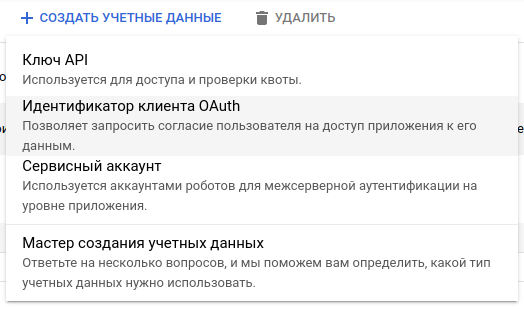 СОЗДАТЬ УЧЕТНЫЕ ДАННЫЕ УДАЛИТЬ
Ключ API
Используется для доступа и проверки квоты.
Идентификатор клиента OAuth
Позволяет запросить согласие пользователя на доступ приложения к его
данным.
Сервисный аккаунт
Используется аккаунтами роботов для межсерверной аутентификации на
уровне приложения.
Мастер создания учетных данных
Ответьте на несколько вопросов, и мы поможем вам определить, какой тип
учетных данных нужно использовать.